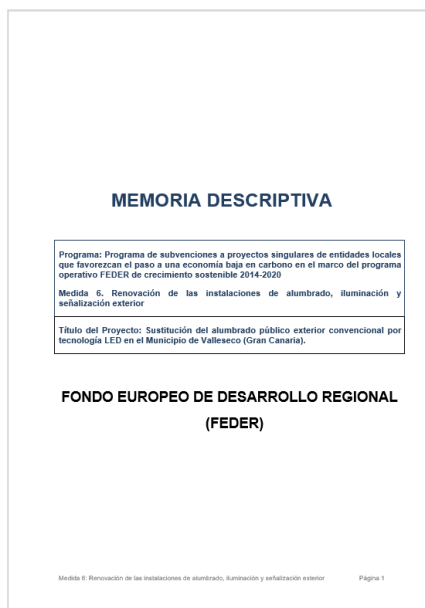 MEMORIA DESCRIPTIVA
Programa: Programa de subvenciones a proyectos singulares de entidades locales
que favorezcan el paso a una economía baja en carbono en el marco del programa
operativo FEDER de crecimiento sostenible 2014-2020
Medida 6. Renovación de las instalaciones de alumbrado, iluminación y
señalización exterior
Título del Proyecto: Sustitución del alumbrado público exterior convencional por
tecnología LED en el Municipio de Valleseco (Gran Canaria).
FONDO EUROPEO DE DESARROLLO REGIONAL
(FEDER)
Medida 6: Renovación de las instalaciones de alumbrado, iluminación y señalización exterior Página 1